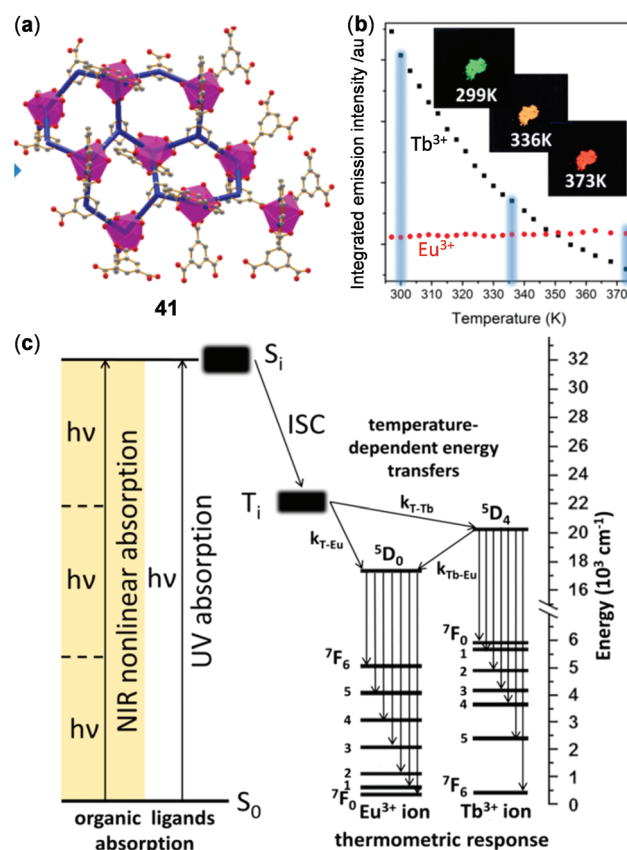 (a)
41
(b)
Integrated emission intensity /au
299K
336K
373K
Tb³⁺
Eu³⁺
300 310 320 330 340 350 360 370
Temperature (K)
(c)
Sᵢ
ISC
Tᵢ
hν
hν
hν
NIR nonlinear absorption
hν
UV absorption
S₀
organic ligands
absorption
temperature-
dependent energy
transfers
k_T-Tb
k_T-Eu
k_Tb-Eu
⁵D₀
⁵D₄
⁷F₆
5
4
3
2
1
⁷F₀
Eu³⁺ ion
⁷F₀
1
2
3
4
5
⁷F₆
Tb³⁺ ion
thermometric response
32
30
28
26
24
22
20
18
16
6
5
4
3
2
1
0
Energy (10³ cm⁻¹)